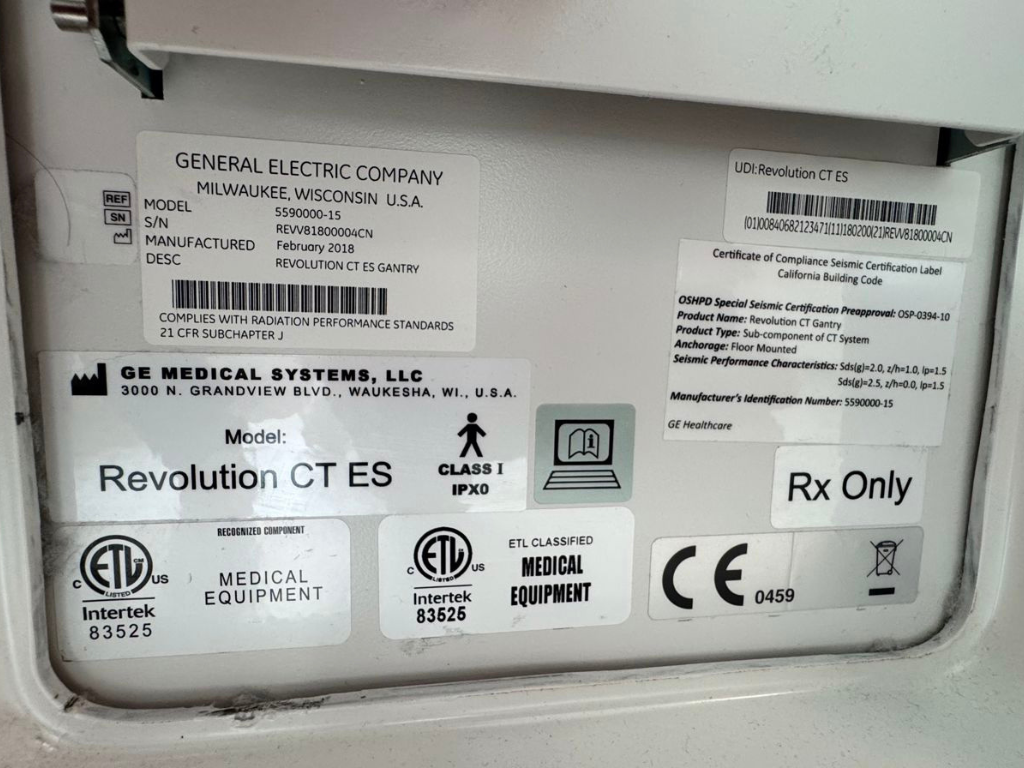 GENERAL ELECTRIC COMPANY
MILWAUKEE, WISCONSIN U.S.A.
REF
SN
MODEL 5590000-15
S/N REVV81800004CN
MANUFACTURED February 2018
DESC REVOLUTION CT ES GANTRY
COMPLIES WITH RADIATION PERFORMANCE STANDARDS
21 CFR SUBCHAPTER J
UDI:Revolution CT ES
(01)00840682123471(11)180200(21)REVV81800004CN
Certificate of Compliance Seismic Certification Label
California Building Code
OSHPD Special Seismic Certification Preapproval: OSP-0394-10
Product Name: Revolution CT Gantry
Product Type: Sub-component of CT System
Anchorage: Floor Mounted
Seismic Performance Characteristics: Sds(g)=2.0, z/h=1.0, Ip=1.5
Sds(g)=2.5, z/h=0.0, Ip=1.5
Manufacturer's Identification Number: 5590000-15
GE Healthcare
GE MEDICAL SYSTEMS, LLC
3000 N. GRANDVIEW BLVD., WAUKESHA, WI., U.S.A.
Model:
Revolution CT ES
CLASS I
IPX0
i
Rx Only
RECOGNIZED COMPONENT
C ETL CM US
LISTED
Intertek
83525
MEDICAL
EQUIPMENT
C ETL US
LISTED
Intertek
83525
ETL CLASSIFIED
MEDICAL
EQUIPMENT
CE 0459